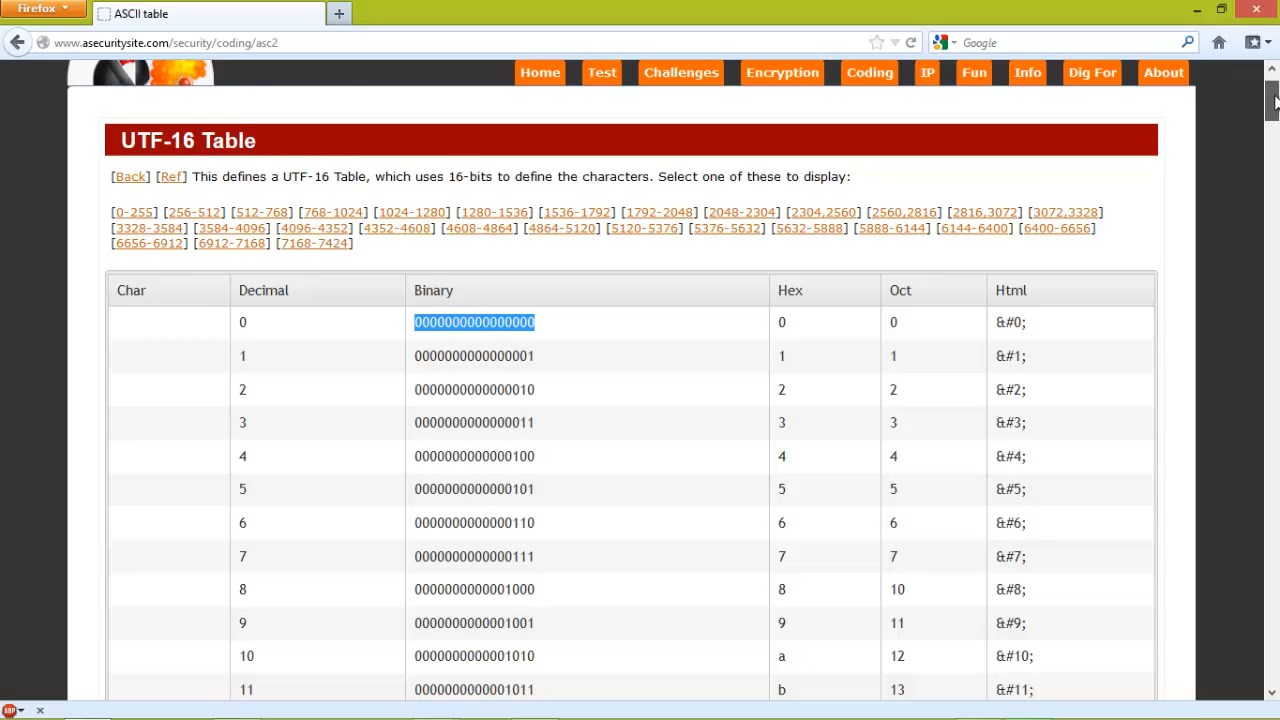 Firefox
ASCII table
www.asecuritysite.com/security/coding/asc2
Google
Home Test Challenges Encryption Coding IP Fun Info Dig For About
UTF-16 Table
[Back] [Ref] This defines a UTF-16 Table, which uses 16-bits to define the characters. Select one of these to display:
[0-255] [256-512] [512-768] [768-1024] [1024-1280] [1280-1536] [1536-1792] [1792-2048] [2048-2304] [2304,2560] [2560,2816] [2816,3072] [3072,3328]
[3328-3584] [3584-4096] [4096-4352] [4352-4608] [4608-4864] [4864-5120] [5120-5376] [5376-5632] [5632-5888] [5888-6144] [6144-6400] [6400-6656]
[6656-6912] [6912-7168] [7168-7424]
Char Decimal Binary Hex Oct Html
0 0000000000000000 0 0 &#0;
1 0000000000000001 1 1 &#1;
2 0000000000000010 2 2 &#2;
3 0000000000000011 3 3 &#3;
4 0000000000000100 4 4 &#4;
5 0000000000000101 5 5 &#5;
6 0000000000000110 6 6 &#6;
7 0000000000000111 7 7 &#7;
8 0000000000001000 8 10 &#8;
9 0000000000001001 9 11 &#9;
10 0000000000001010 a 12 &#10;
11 0000000000001011 b 13 &#11;
ABP